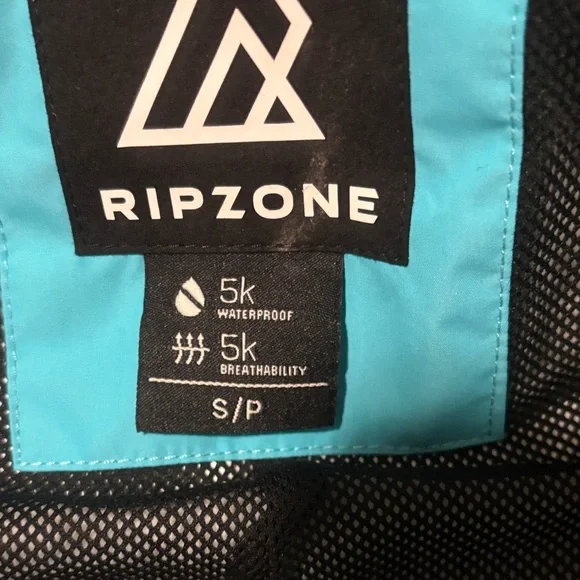 RIPZONE
5k
WATERPROOF
5k
BREATHABILITY
S/P